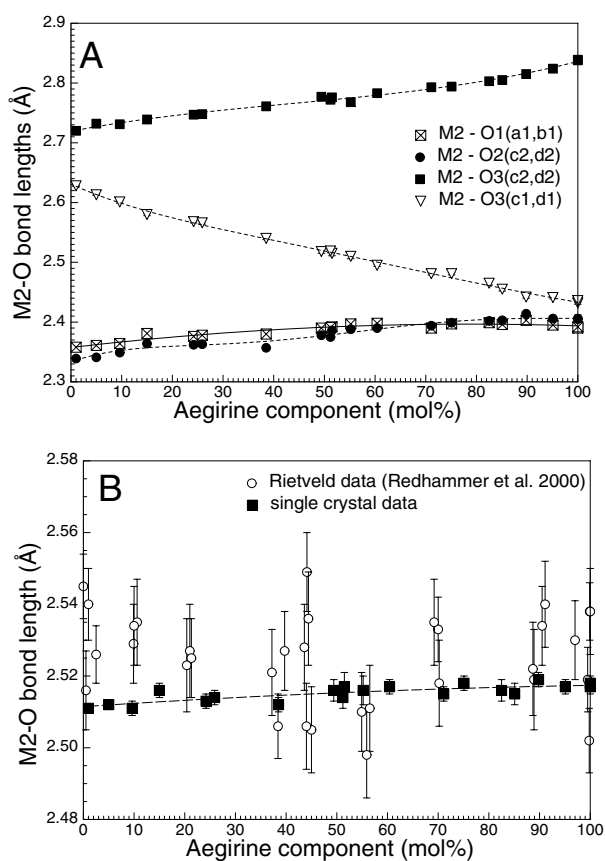 A
M2-O bond lengths (Å)
2.9
2.8
2.7
2.6
2.5
2.4
2.3
M2 - O1(a1,b1)
M2 - O2(c2,d2)
M2 - O3(c2,d2)
M2 - O3(c1,d1)
0 10 20 30 40 50 60 70 80 90 100
Aegirine component (mol%)
B
M2-O bond length (Å)
2.58
2.56
2.54
2.52
2.50
2.48
Rietveld data (Redhammer et al. 2000)
single crystal data
0 10 20 30 40 50 60 70 80 90 100
Aegirine component (mol%)